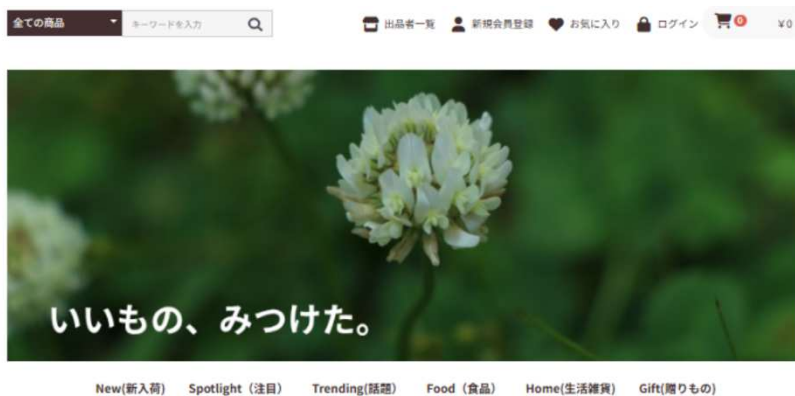 全ての商品 キーワードを入力 出品者一覧 新規会員登録 お気に入り ログイン 0 ¥0
いいもの、みつけた。
New(新入荷) Spotlight（注目） Trending(話題) Food（食品） Home(生活雑貨) Gift(贈りもの)